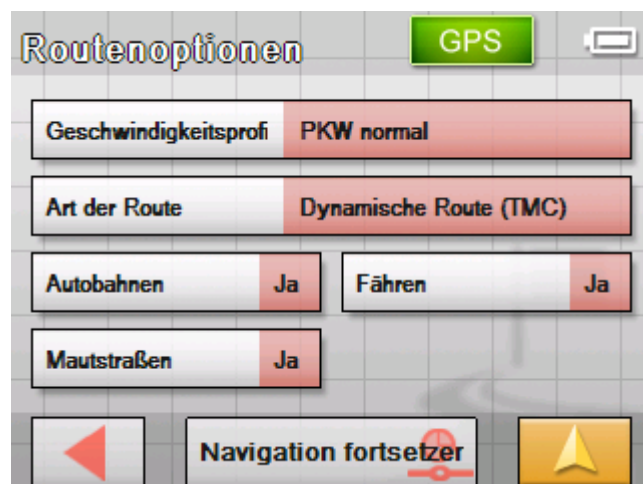 Routenoptionen GPS
Geschwindigkeitsprofi PKW normal
Art der Route Dynamische Route (TMC)
Autobahnen Ja Fähren Ja
Mautstraßen Ja
Navigation fortsetzer